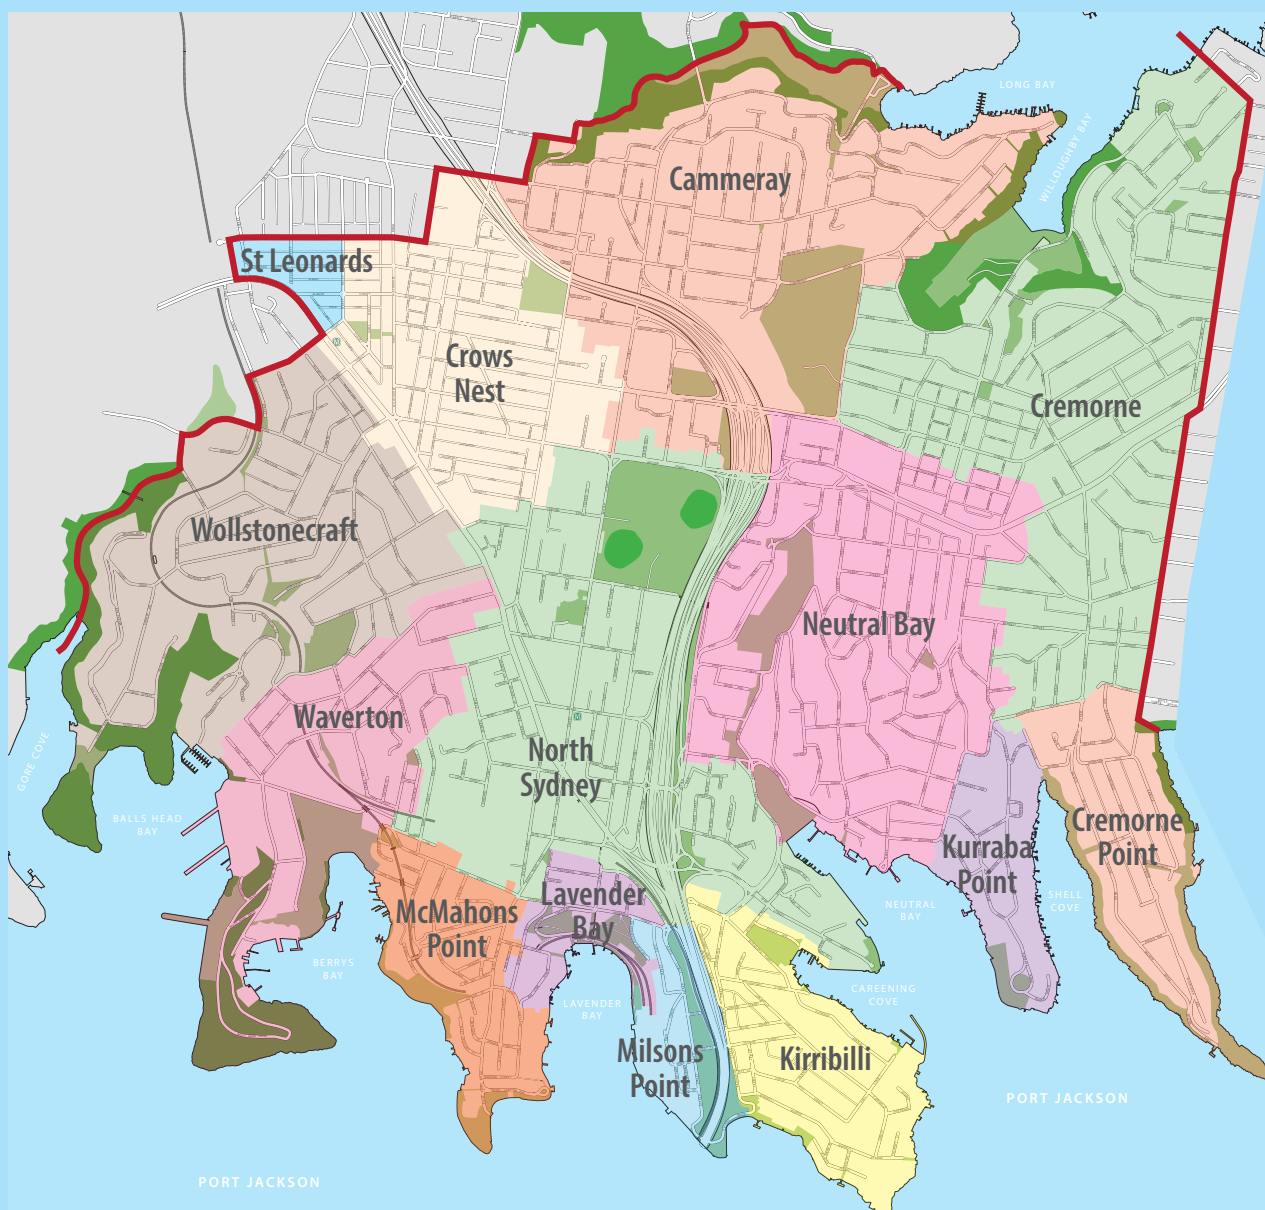 LONG BAY
WILLOUGHBY BAY
Cammeray
St Leonards
Crows
Nest
Cremorne
Wollstonecraft
Neutral Bay
Waverton
North
Sydney
GORE COVE
BALLS HEAD
BAY
Cremorne
Point
Kurraba
Point
SHELL
COVE
NEUTRAL
BAY
Lavender
Bay
McMahons
Point
BERRYS
BAY
LAVENDER
BAY
CAREENING
COVE
Milsons
Point
Kirribilli
PORT JACKSON
PORT JACKSON